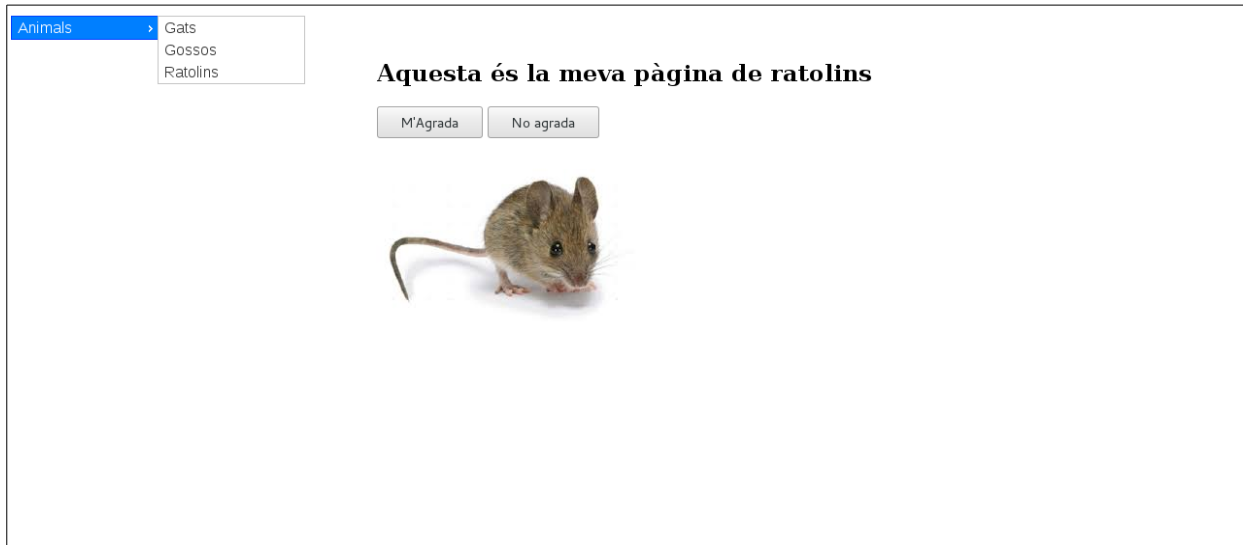 Animals ›
Gats
Gossos
Ratolins
Aquesta és la meva pàgina de ratolins
M'Agrada
No agrada